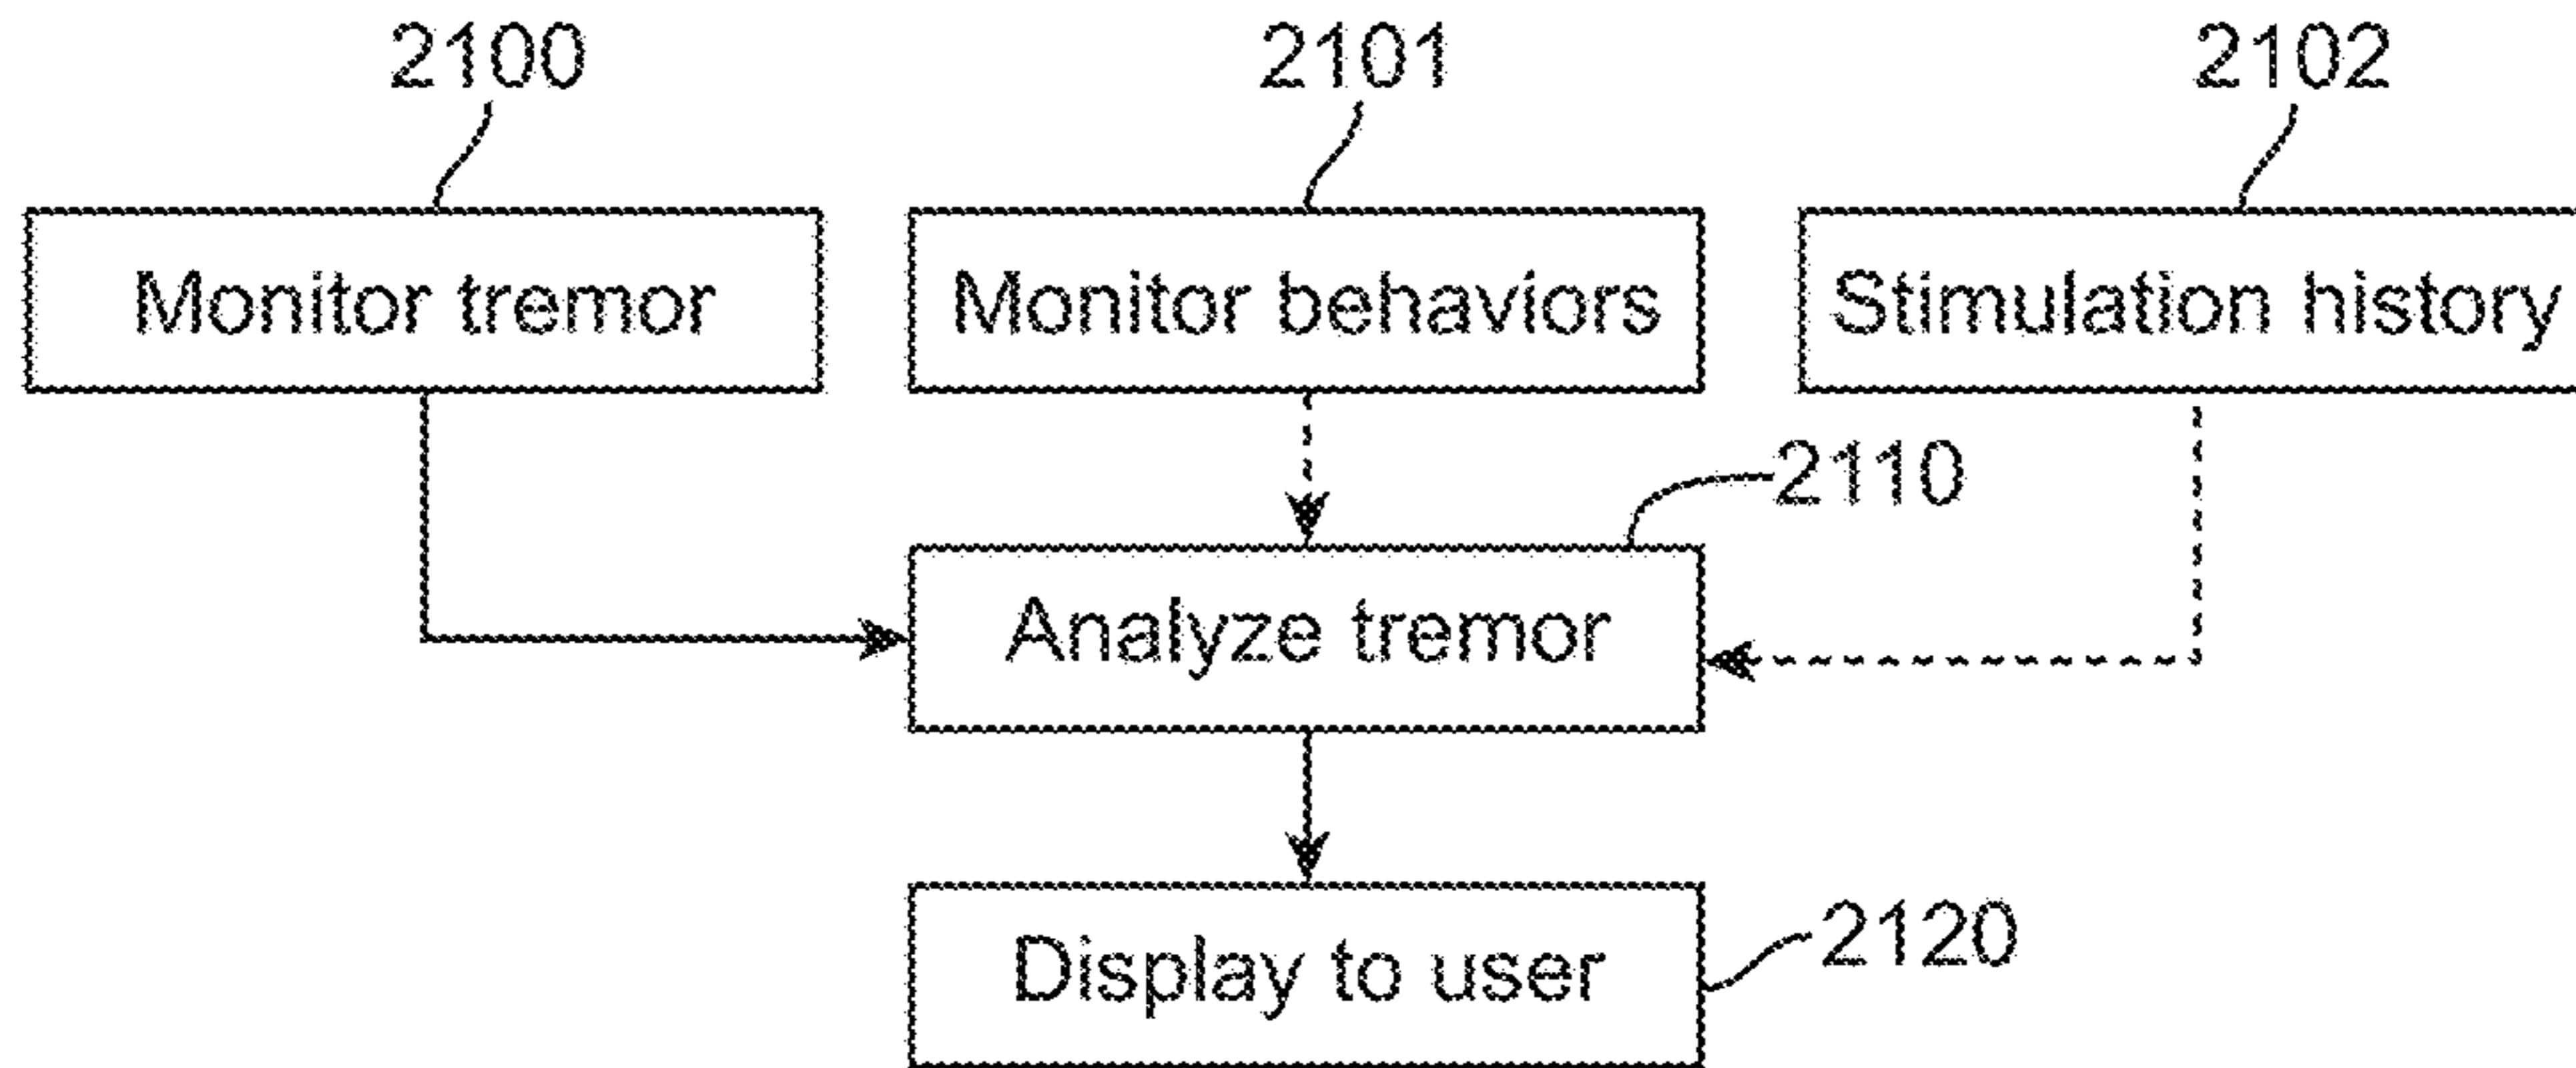 2100
2101
2102
Monitor tremor
Monitor behaviors
Stimulation history
2110
Analyze tremor
Display to user
2120